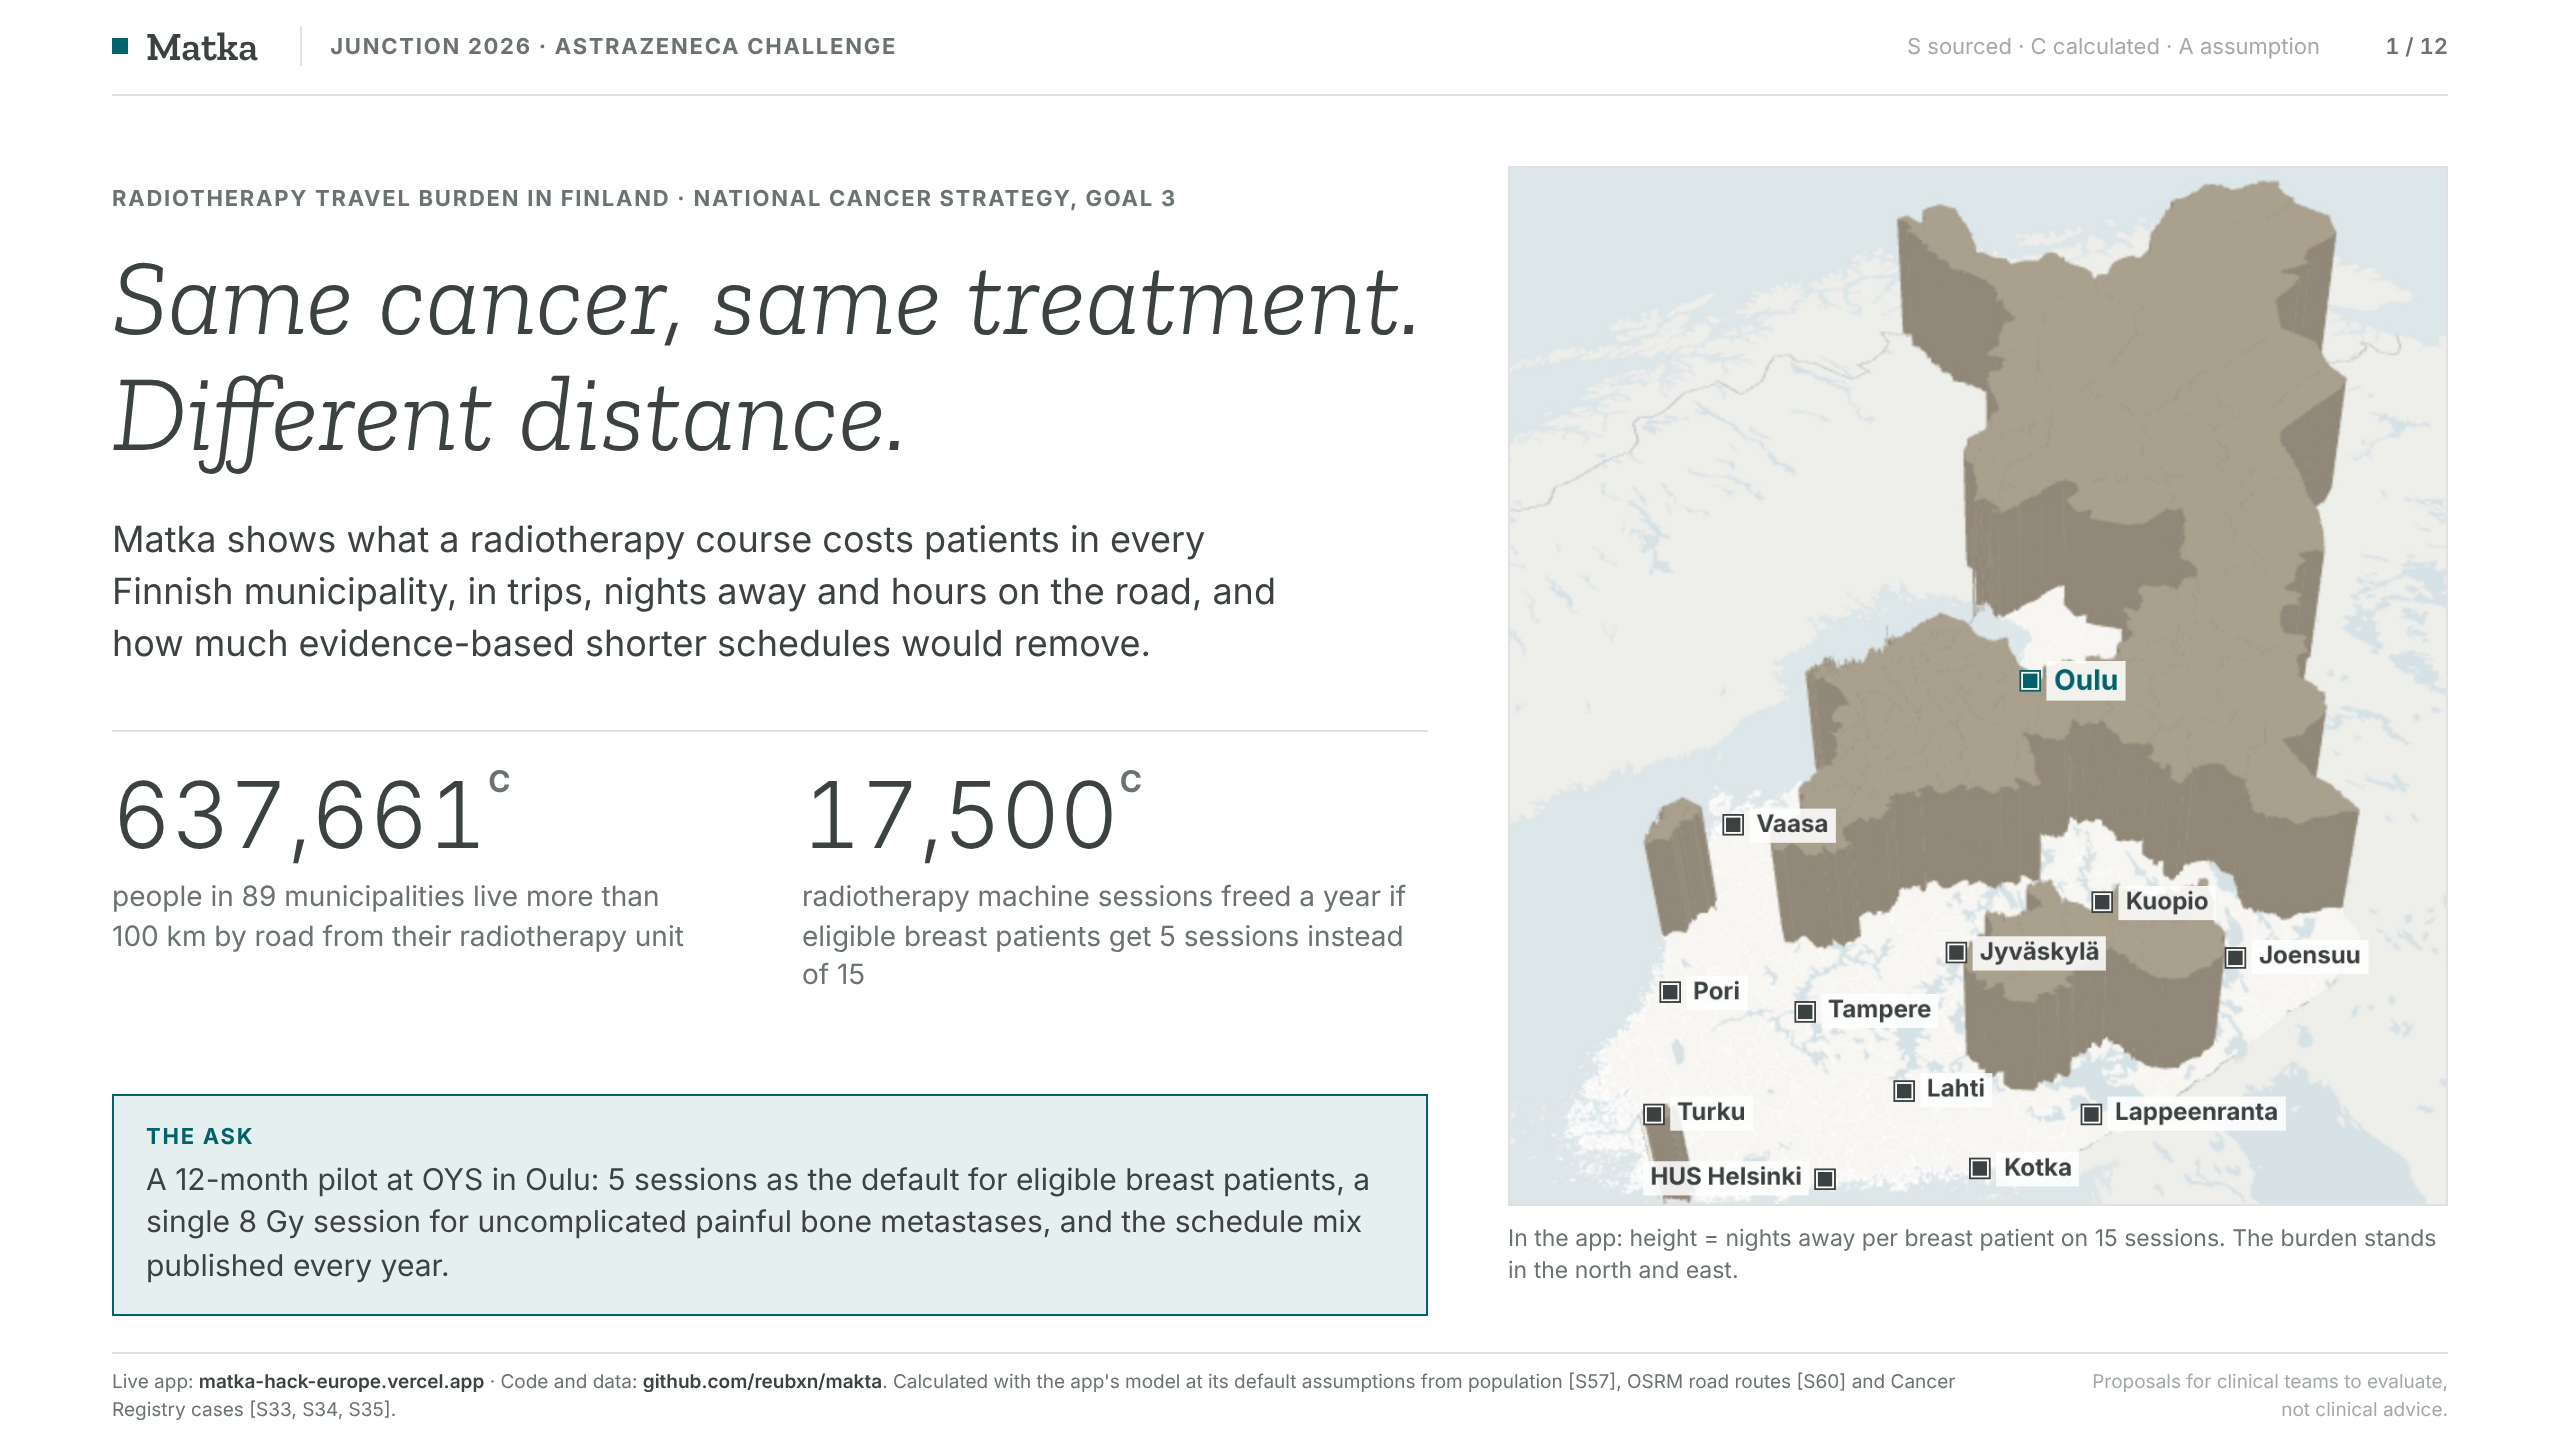 Matka
JUNCTION 2026 · ASTRAZENECA CHALLENGE
S sourced · C calculated · A assumption
1 / 12
RADIOTHERAPY TRAVEL BURDEN IN FINLAND · NATIONAL CANCER STRATEGY, GOAL 3
Same cancer, same treatment.
Different distance.
Matka shows what a radiotherapy course costs patients in every
Finnish municipality, in trips, nights away and hours on the road, and
how much evidence-based shorter schedules would remove.
637,661 C
people in 89 municipalities live more than
100 km by road from their radiotherapy unit
17,500 C
radiotherapy machine sessions freed a year if
eligible breast patients get 5 sessions instead
of 15
THE ASK
A 12-month pilot at OYS in Oulu: 5 sessions as the default for eligible breast patients, a
single 8 Gy session for uncomplicated painful bone metastases, and the schedule mix
published every year.
Oulu
Vaasa
Kuopio
Jyväskylä
Joensuu
Pori
Tampere
Lahti
Turku
Lappeenranta
HUS Helsinki
Kotka
In the app: height = nights away per breast patient on 15 sessions. The burden stands
in the north and east.
Live app: matka-hack-europe.vercel.app · Code and data: github.com/reubxn/makta. Calculated with the app's model at its default assumptions from population [S57], OSRM road routes [S60] and Cancer
Registry cases [S33, S34, S35].
Proposals for clinical teams to evaluate,
not clinical advice.